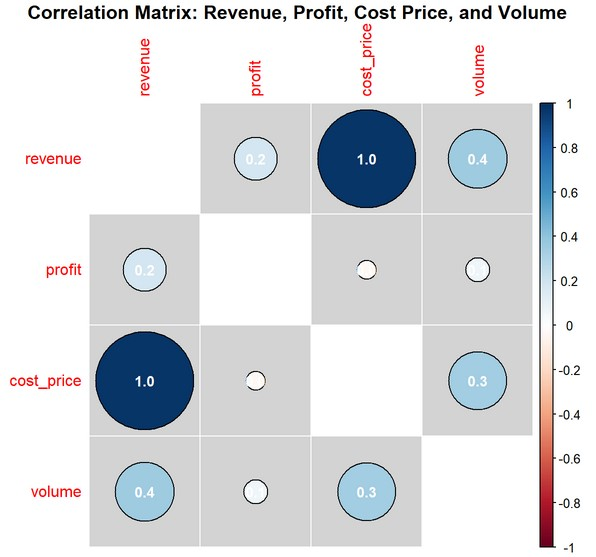 Correlation Matrix: Revenue, Profit, Cost Price, and Volume
revenue
profit
cost_price
volume
revenue
0.2
1.0
0.4
profit
0.2
cost_price
1.0
0.3
volume
0.4
0.3
1
0.8
0.6
0.4
0.2
0
-0.2
-0.4
-0.6
-0.8
-1